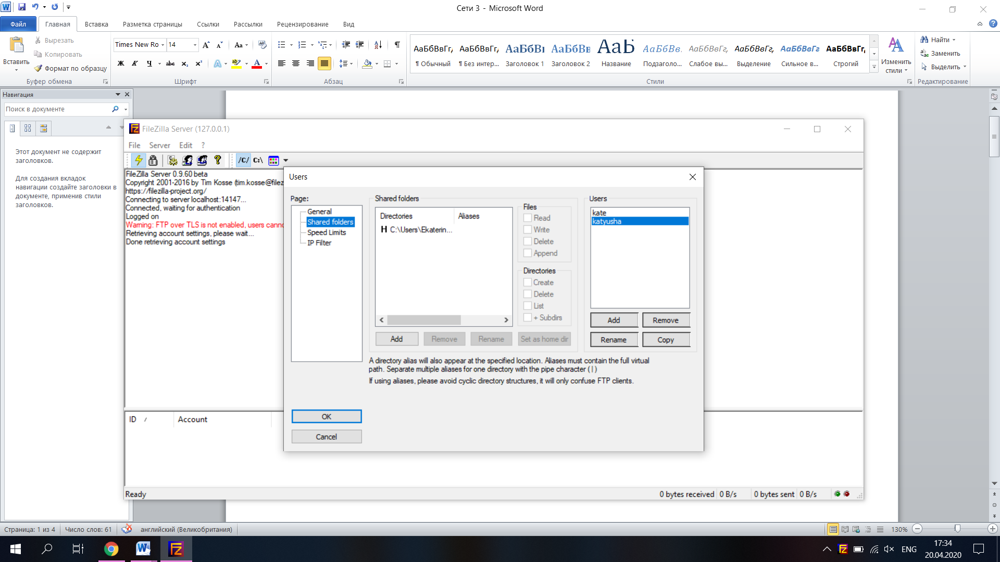 Сети 3 - Microsoft Word
Файл
Главная
Вставка
Разметка страницы
Ссылки
Рассылки
Рецензирование
Вид
Вставить
Вырезать
Копировать
Формат по образцу
Буфер обмена
Times New Ro
14
Ж К Ч abc x₂ x²
Шрифт
Абзац
АаБбВвГг,
¶ Обычный
АаБбВвГг,
¶ Без интер...
АаБбВı
Заголовок 1
АаБбВв
Заголовок 2
АаБ
Название
АаБбВв.
Подзаголо...
АаБбВвГг,
Слабое вы...
АаБбВвГг,
Выделение
АаБбВвГг
Сильное в...
АаБбВвГг,
Строгий
Изменить
стили
Стили
Найти
Заменить
Выделить
Редактирование
Навигация
Поиск в документе
Этот документ не содержит
заголовков.
Для создания вкладок
навигации создайте заголовки в
документе, применив стили
заголовков.
FileZilla Server (127.0.0.1)
File
Server
Edit
?
/C/
C:\
FileZilla Server 0.9.60 beta
Copyright 2001-2016 by Tim Kosse (tim.kosse@filez
https://filezilla-project.org/
Connecting to server localhost:14147...
Connected, waiting for authentication
Logged on
Warning: FTP over TLS is not enabled, users canno
Retrieving account settings, please wait...
Done retrieving account settings
Users
Page:
General
Shared folders
Speed Limits
IP Filter
Shared folders
Directories
Aliases
H C:\Users\Ekaterin...
Add
Remove
Rename
Set as home dir
Files
Read
Write
Delete
Append
Directories
Create
Delete
List
+ Subdirs
Users
kate
katyusha
Add
Remove
Rename
Copy
A directory alias will also appear at the specified location. Aliases must contain the full virtual
path. Separate multiple aliases for one directory with the pipe character (|)
If using aliases, please avoid cyclic directory structures, it will only confuse FTP clients.
OK
Cancel
ID /
Account
Ready
0 bytes received
0 B/s
0 bytes sent
0 B/s
Страница: 1 из 4
Число слов: 61
английский (Великобритания)
130%
ENG
17:34
20.04.2020